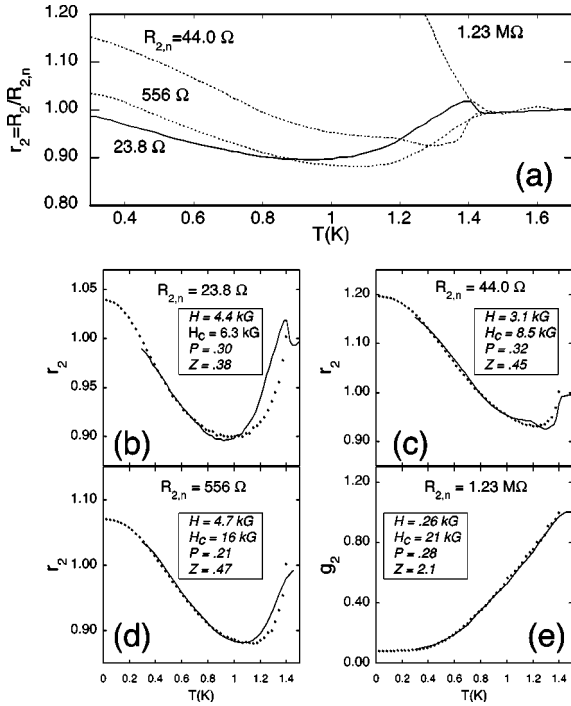 (a)
r₂=R₂/R₂,ₙ
1.20
1.10
1.00
0.90
0.80
R₂,ₙ=44.0 Ω
556 Ω
23.8 Ω
1.23 MΩ
0.4 0.6 0.8 1 1.2 1.4 1.6
T(K)
(b)
r₂
1.05
1.00
0.95
0.90
R₂,ₙ = 23.8 Ω
H = 4.4 kG
H_C = 6.3 kG
P = .30
Z = .38
(c)
r₂
1.20
1.10
1.00
0.90
R₂,ₙ = 44.0 Ω
H = 3.1 kG
H_C = 8.5 kG
P = .32
Z = .45
(d)
r₂
1.10
1.00
0.90
R₂,ₙ = 556 Ω
H = 4.7 kG
H_C = 16 kG
P = .21
Z = .47
0 0.2 0.4 0.6 0.8 1 1.2 1.4
T(K)
(e)
g₂
1.20
0.80
0.40
0.00
R₂,ₙ = 1.23 MΩ
H = .26 kG
H_C = 21 kG
P = .28
Z = 2.1
0 0.2 0.4 0.6 0.8 1 1.2 1.4
T(K)